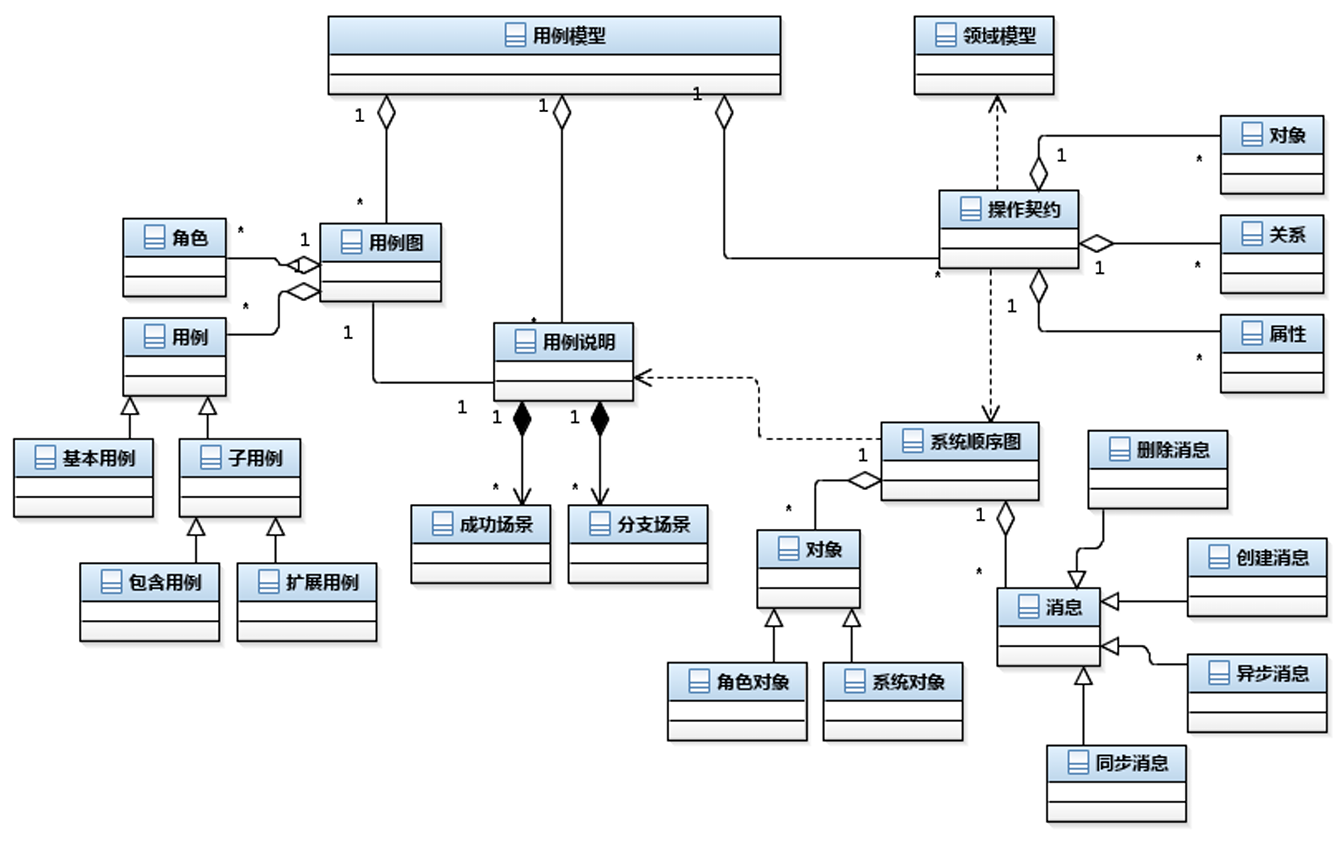 用例模型
领域模型
1
1
1
对象
1
*
*
操作契约
角色
*
1
用例图
关系
1
*
*
*
用例
1
*
用例说明
1
属性
*
1
1
1
基本用例
子用例
系统顺序图
删除消息
1
*
*
*
1
成功场景
分支场景
对象
*
创建消息
包含用例
扩展用例
消息
角色对象
系统对象
异步消息
同步消息